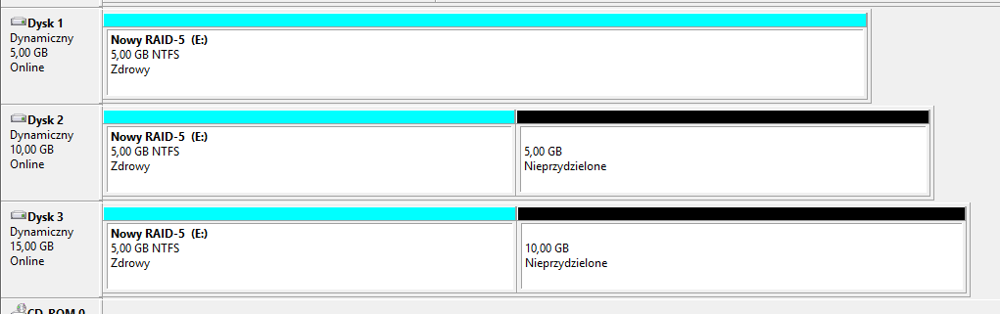 Dysk 1
Dynamiczny
5,00 GB
Online
Nowy RAID-5 (E:)
5,00 GB NTFS
Zdrowy
Dysk 2
Dynamiczny
10,00 GB
Online
Nowy RAID-5 (E:)
5,00 GB NTFS
Zdrowy
5,00 GB
Nieprzydzielone
Dysk 3
Dynamiczny
15,00 GB
Online
Nowy RAID-5 (E:)
5,00 GB NTFS
Zdrowy
10,00 GB
Nieprzydzielone
CD-ROM 0